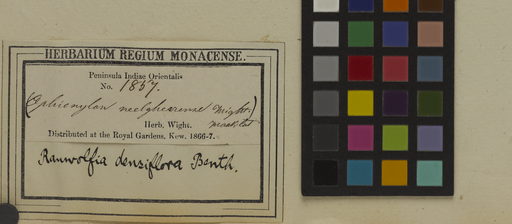 HERBARIUM REGIUM MONACENSE.
Peninsula Indiae Orientalis
No. 1857.
(Ophioxylon neilgherrense Wight.)
Herb. Wight.
Distributed at the Royal Gardens, Kew, 1866-7.
Rauwolfia densiflora Benth.